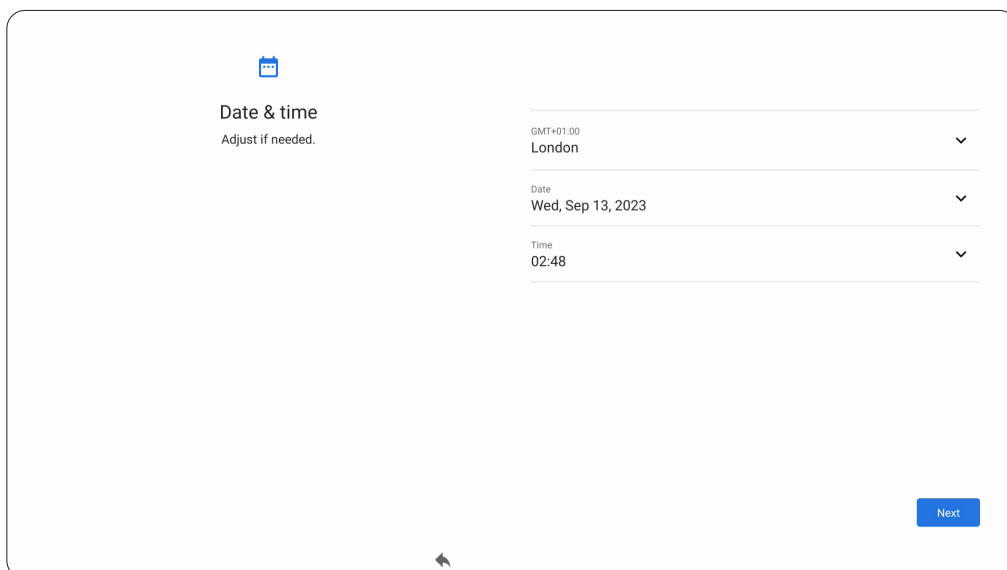 Date & time
Adjust if needed.
GMT+01:00
London
Date
Wed, Sep 13, 2023
Time
02:48
Next